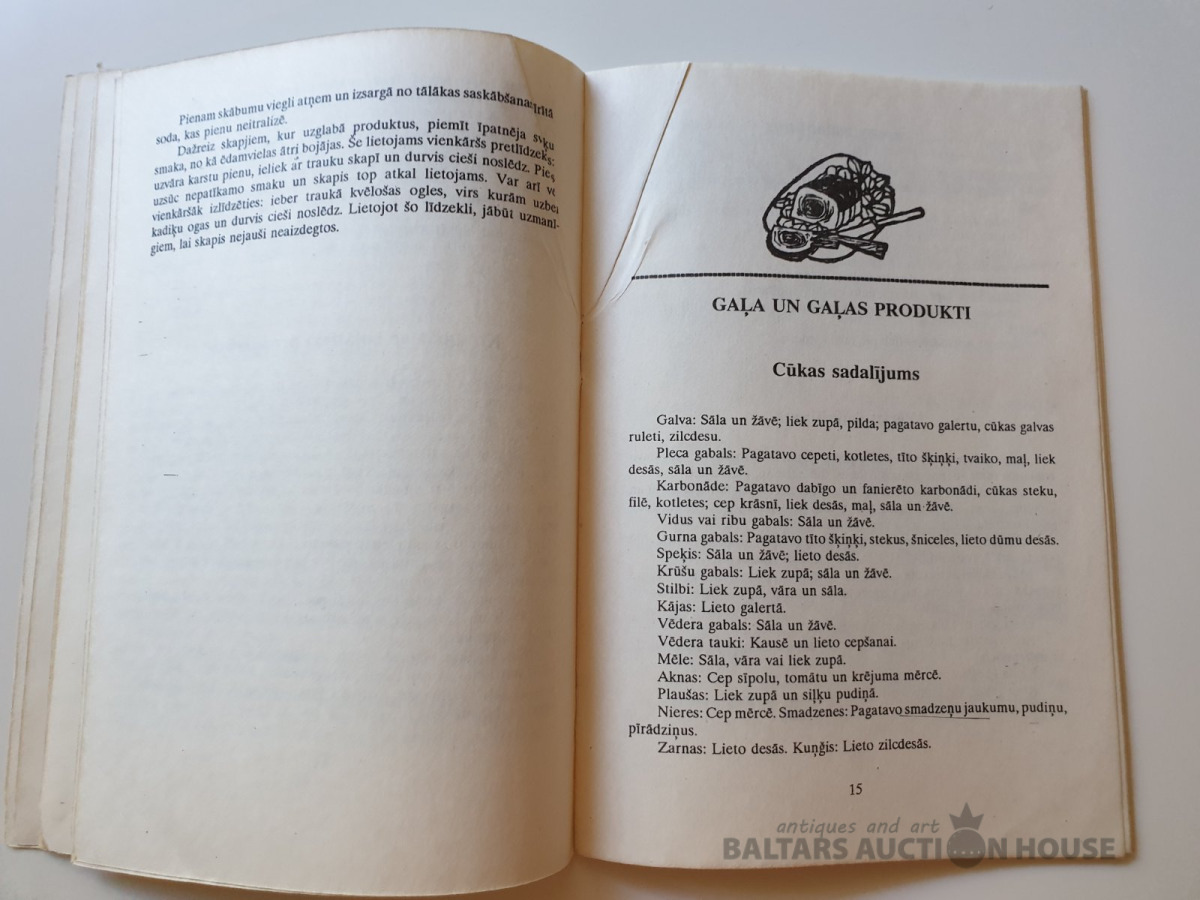 Pienam skābumu viegli atņem un izsargā no tālākas saskābšanas
soda, kas pienu neitralizē.
Dažreiz skapjiem, kur uzglabā produktus, piemīt īpatnēja
smaka, no kā ēdamvielas ātri bojājas. Še lietojams vienkāršs pretlīdzeklis:
uzvāra karstu pienu, ieliek ar trauku skapī un durvis cieši noslēdz.
uzsūc nepatīkamo smaku un skapis top atkal lietojams. Var arī
vienkāršāk izlīdzēties: ieber traukā kvēlošas ogles, virs kurām
kadiķu ogas un durvis cieši noslēdz. Lietojot šo līdzekli, jābūt uzmanī-
giem, lai skapis nejauši neaizdegtos.
GAĻA UN GAĻAS PRODUKTI
Cūkas sadalījums
Galva: Sāla un žāvē; liek zupā, pilda; pagatavo galertu, cūkas galvas
ruleti, zilcdesu.
Pleca gabals: Pagatavo cepeti, kotletes, tīto šķiņķi, tvaiko, maļ, liek
desās, sāla un žāvē.
Karbonāde: Pagatavo dabīgo un fanierēto karbonādi, cūkas steku,
filē, kotletes; cep krāsnī, liek desās, maļ, sāla un žāvē.
Vidus vai ribu gabals: Sāla un žāvē.
Gurna gabals: Pagatavo tīto šķiņķi, stekus, šniceles, lieto dūmu desās.
Speķis: Sāla un žāvē; lieto desās.
Krūšu gabals: Liek zupā; sāla un žāvē.
Stilbi: Liek zupā, vāra un sāla.
Kājas: Lieto galertā.
Vēdera gabals: Sāla un žāvē.
Vēdera tauki: Kausē un lieto cepšanai.
Mēle: Sāla, vāra vai liek zupā.
Aknas: Cep sīpolu, tomātu un krējuma mērcē.
Plaušas: Liek zupā un siļķu pudiņā.
Nieres: Cep mērcē. Smadzenes: Pagatavo smadzeņu jaukumu, pudiņu,
pīrādziņus.
Zarnas: Lieto desās. Kuņģis: Lieto zilcdesās.
15
antiques and art
BALTARS AUCTION HOUSE